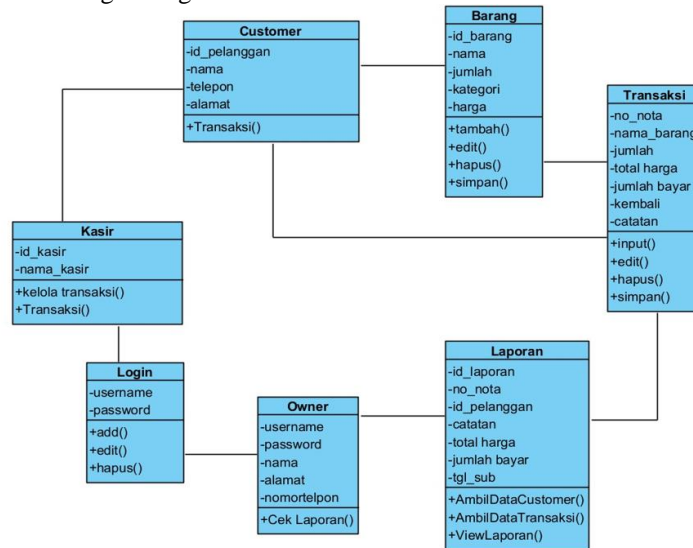 Customer
-id_pelanggan
-nama
-telepon
-alamat
+Transaksi()
Barang
-id_barang
-nama
-jumlah
-kategori
-harga
+tambah()
+edit()
+hapus()
+simpan()
Transaksi
-no_nota
-nama_barang
-jumlah
-total harga
-jumlah bayar
-kembali
-catatan
+input()
+edit()
+hapus()
+simpan()
Kasir
-id_kasir
-nama_kasir
+kelola transaksi()
+Transaksi()
Login
-username
-password
+add()
+edit()
+hapus()
Owner
-username
-password
-nama
-alamat
-nomortelpon
+Cek Laporan()
Laporan
-id_laporan
-no_nota
-id_pelanggan
-catatan
-total harga
-jumlah bayar
-tgl_sub
+AmbilDataCustomer()
+AmbilDataTransaksi()
+ViewLaporan()